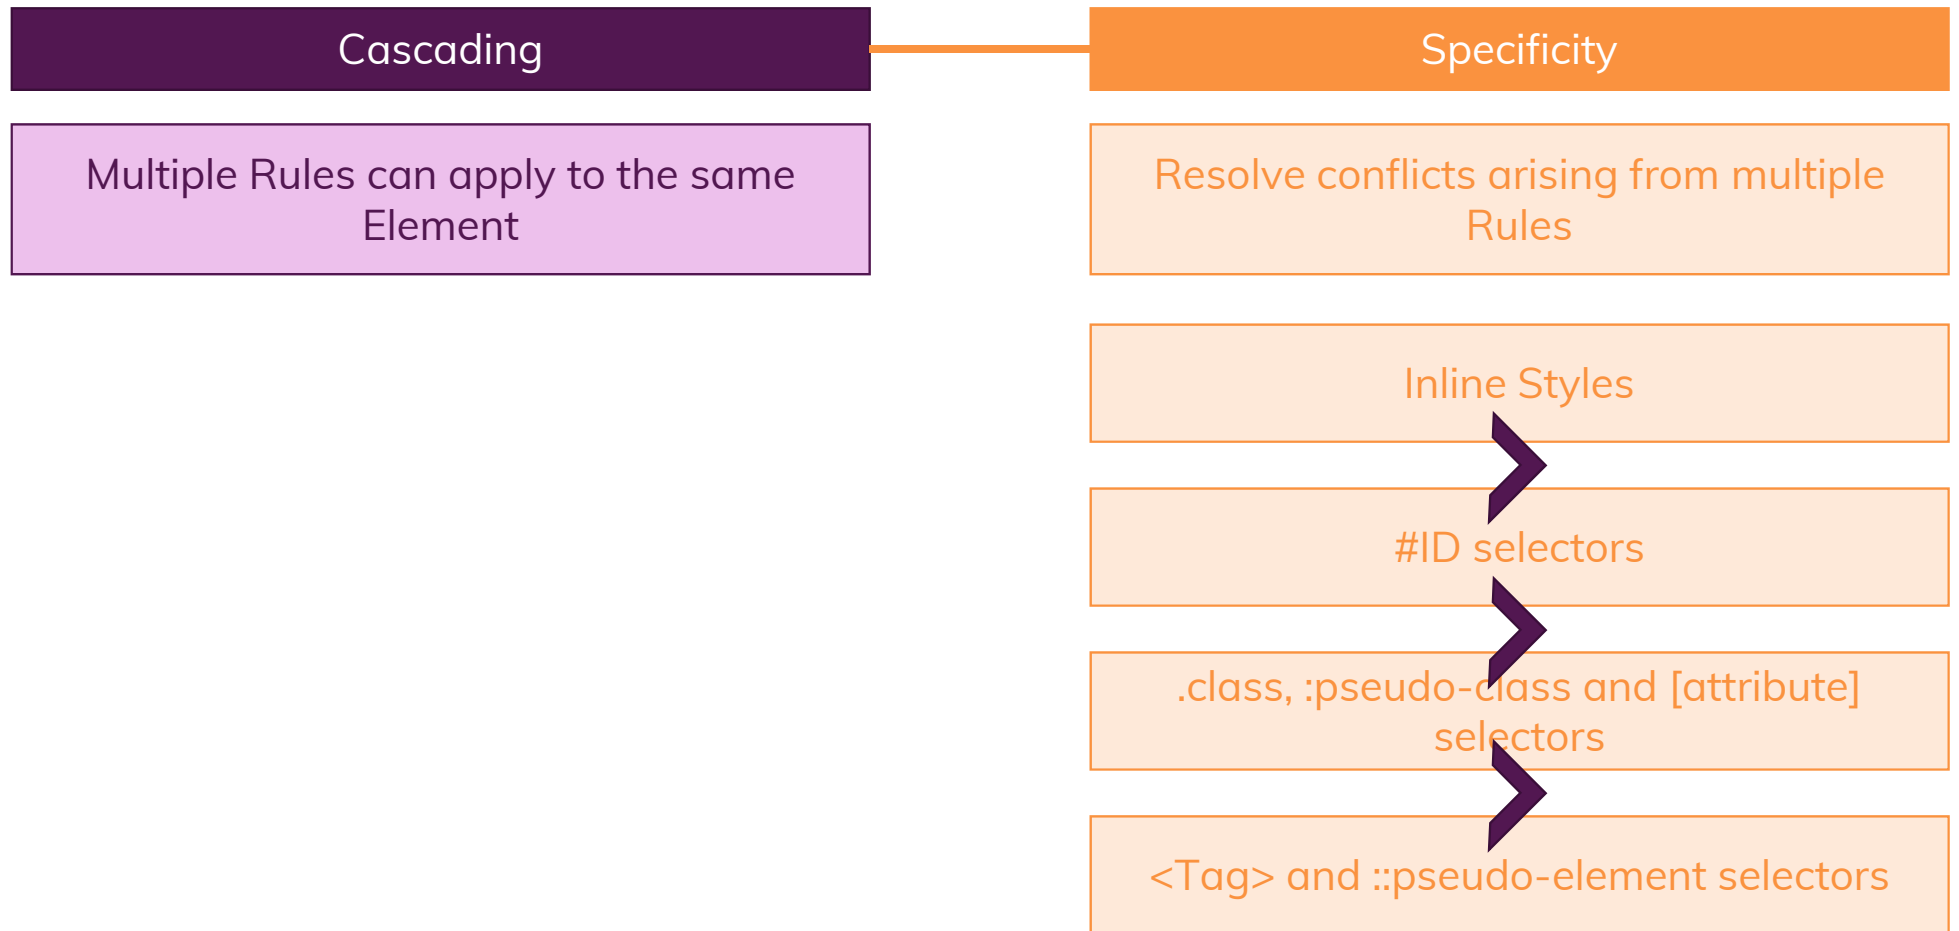 Cascading
Specificity
Multiple Rules can apply to the same
Element
Resolve conflicts arising from multiple
Rules
Inline Styles
#ID selectors
.class, :pseudo-class and [attribute]
selectors
<Tag> and ::pseudo-element selectors